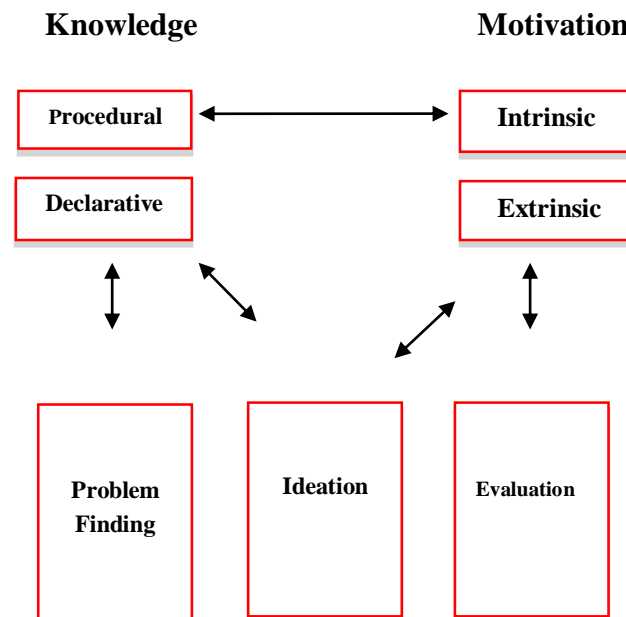 Knowledge
Motivation
Procedural
Intrinsic
Declarative
Extrinsic
Problem
Finding
Ideation
Evaluation